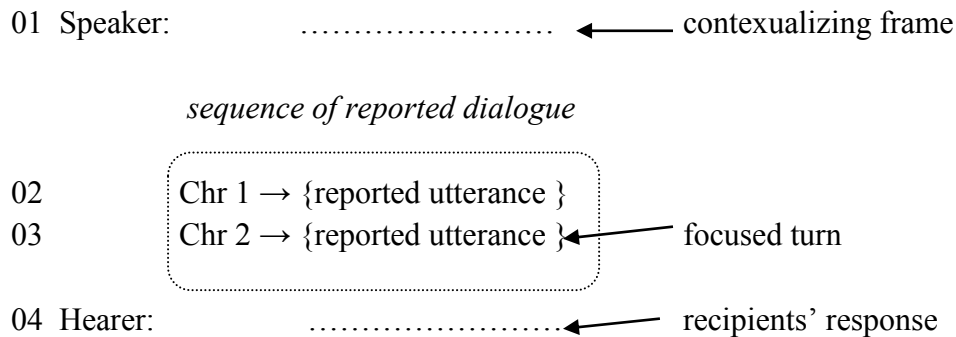 01 Speaker: ........................ contexualizing frame
sequence of reported dialogue
02 Chr 1 → {reported utterance }
03 Chr 2 → {reported utterance } focused turn
04 Hearer: ........................ recipients’ response